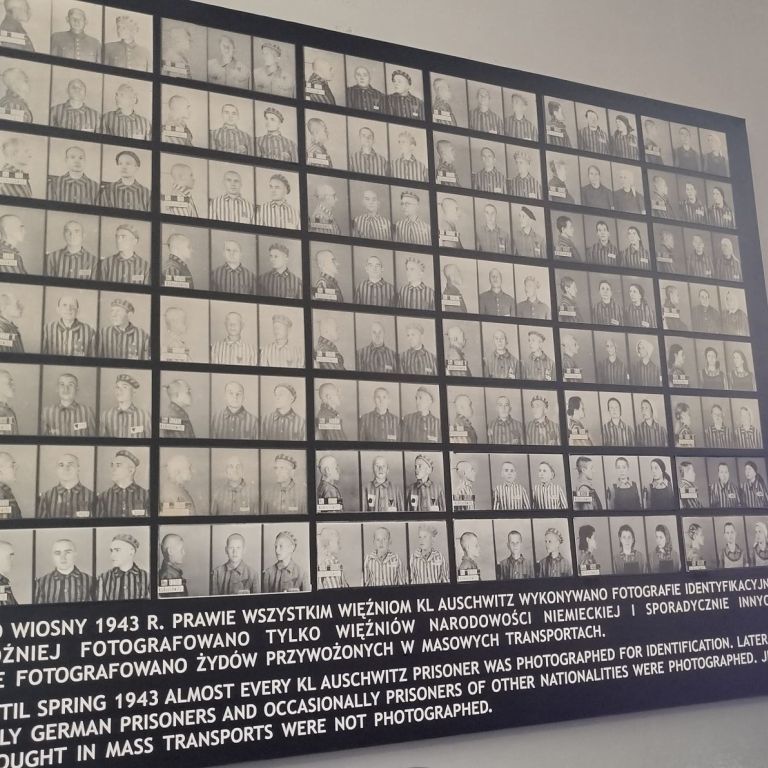 WIOSNY 1943 R. PRAWIE WSZYSTKIM WIĘŹNIOM KL AUSCHWITZ WYKONYWANO FOTOGRAFIE IDENTYFIKACYJN
ÓŹNIEJ FOTOGRAFOWANO TYLKO WIĘŹNIÓW NARODOWOŚCI NIEMIECKIEJ I SPORADYCZNIE INNYC
E FOTOGRAFOWANO ŻYDÓW PRZYWOŻONYCH W MASOWYCH TRANSPORTACH.
TIL SPRING 1943 ALMOST EVERY KL AUSCHWITZ PRISONER WAS PHOTOGRAPHED FOR IDENTIFICATION. LATER
LY GERMAN PRISONERS AND OCCASIONALLY PRISONERS OF OTHER NATIONALITIES WERE PHOTOGRAPHED. J
OUGHT IN MASS TRANSPORTS WERE NOT PHOTOGRAPHED.